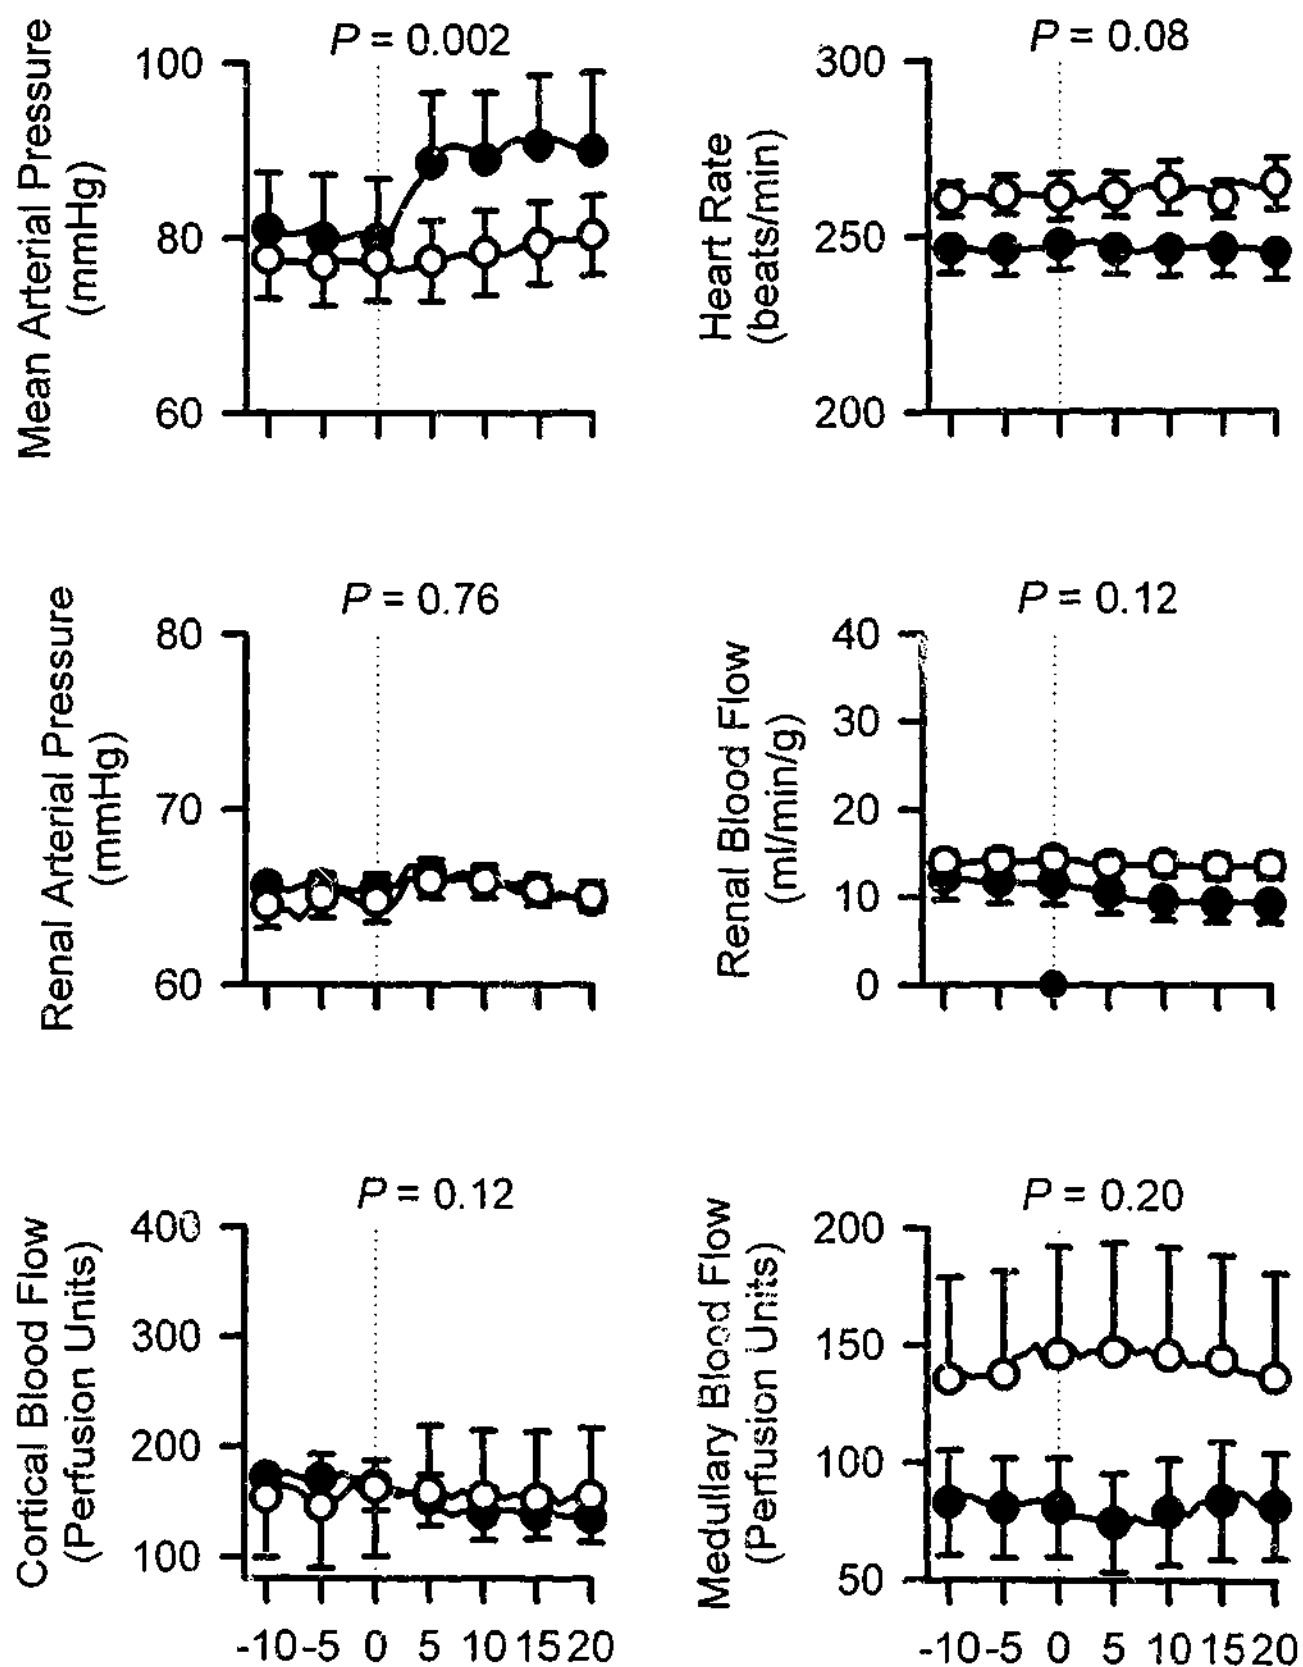 P = 0.002
Mean Arterial Pressure
(mmHg)
100
80
60
P = 0.08
Heart Rate
(beats/min)
300
250
200
P = 0.76
Renal Arterial Pressure
(mmHg)
80
70
60
P = 0.12
Renal Blood Flow
(ml/min/g)
40
30
20
10
0
P = 0.12
Cortical Blood Flow
(Perfusion Units)
400
300
200
100
-10 -5 0 5 10 15 20
P = 0.20
Medullary Blood Flow
(Perfusion Units)
200
150
100
50
-10 -5 0 5 10 15 20